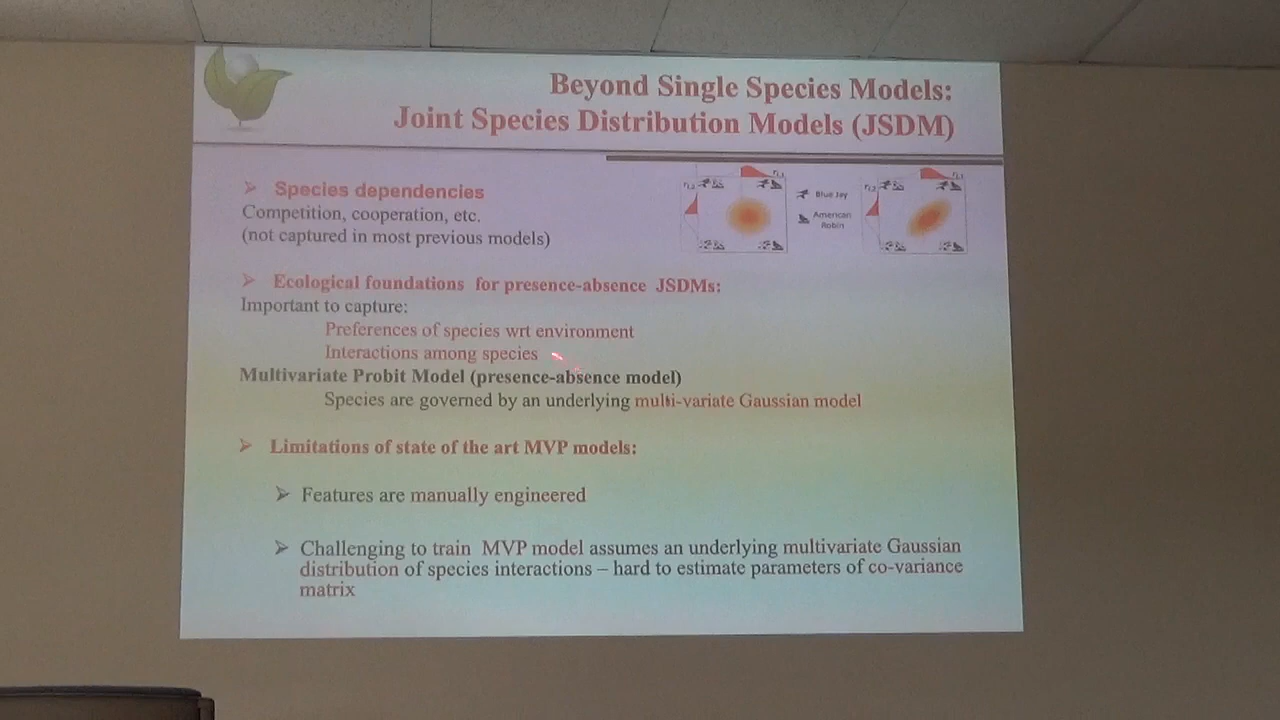 Beyond Single Species Models:
Joint Species Distribution Models (JSDM)
Species dependencies
Competition, cooperation, etc.
(not captured in most previous models)
Blue Jay
American
Robin
Ecological foundations for presence-absence JSDMs:
Important to capture:
Preferences of species wrt environment
Interactions among species
Multivariate Probit Model (presence-absence model)
Species are governed by an underlying multi-variate Gaussian model
Limitations of state of the art MVP models:
Features are manually engineered
Challenging to train MVP model assumes an underlying multivariate Gaussian
distribution of species interactions – hard to estimate parameters of co-variance
matrix